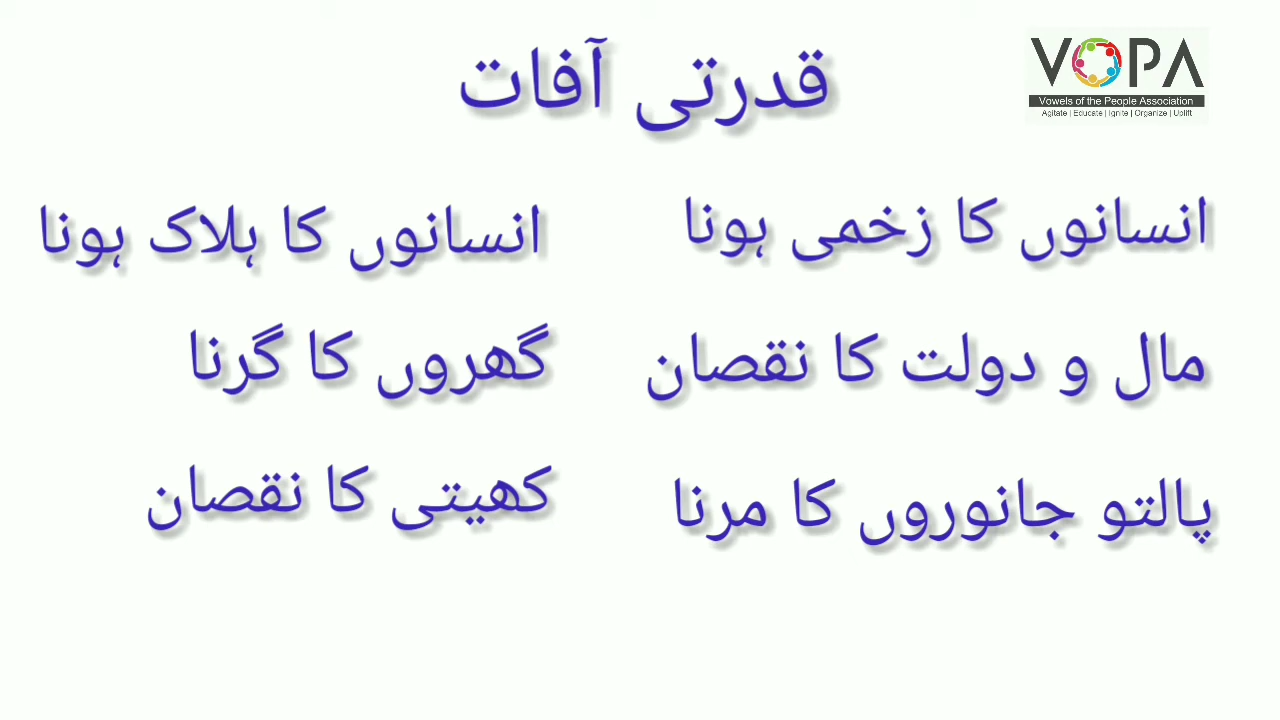 قدرتی آفات
VOPA
Vowels of the People Association
Agitate | Educate | Ignite | Organize | Uplift
انسانوں کا زخمی ہونا
انسانوں کا ہلاک ہونا
مال و دولت کا نقصان
گھروں کا گرنا
پالتو جانوروں کا مرنا
کھیتی کا نقصان